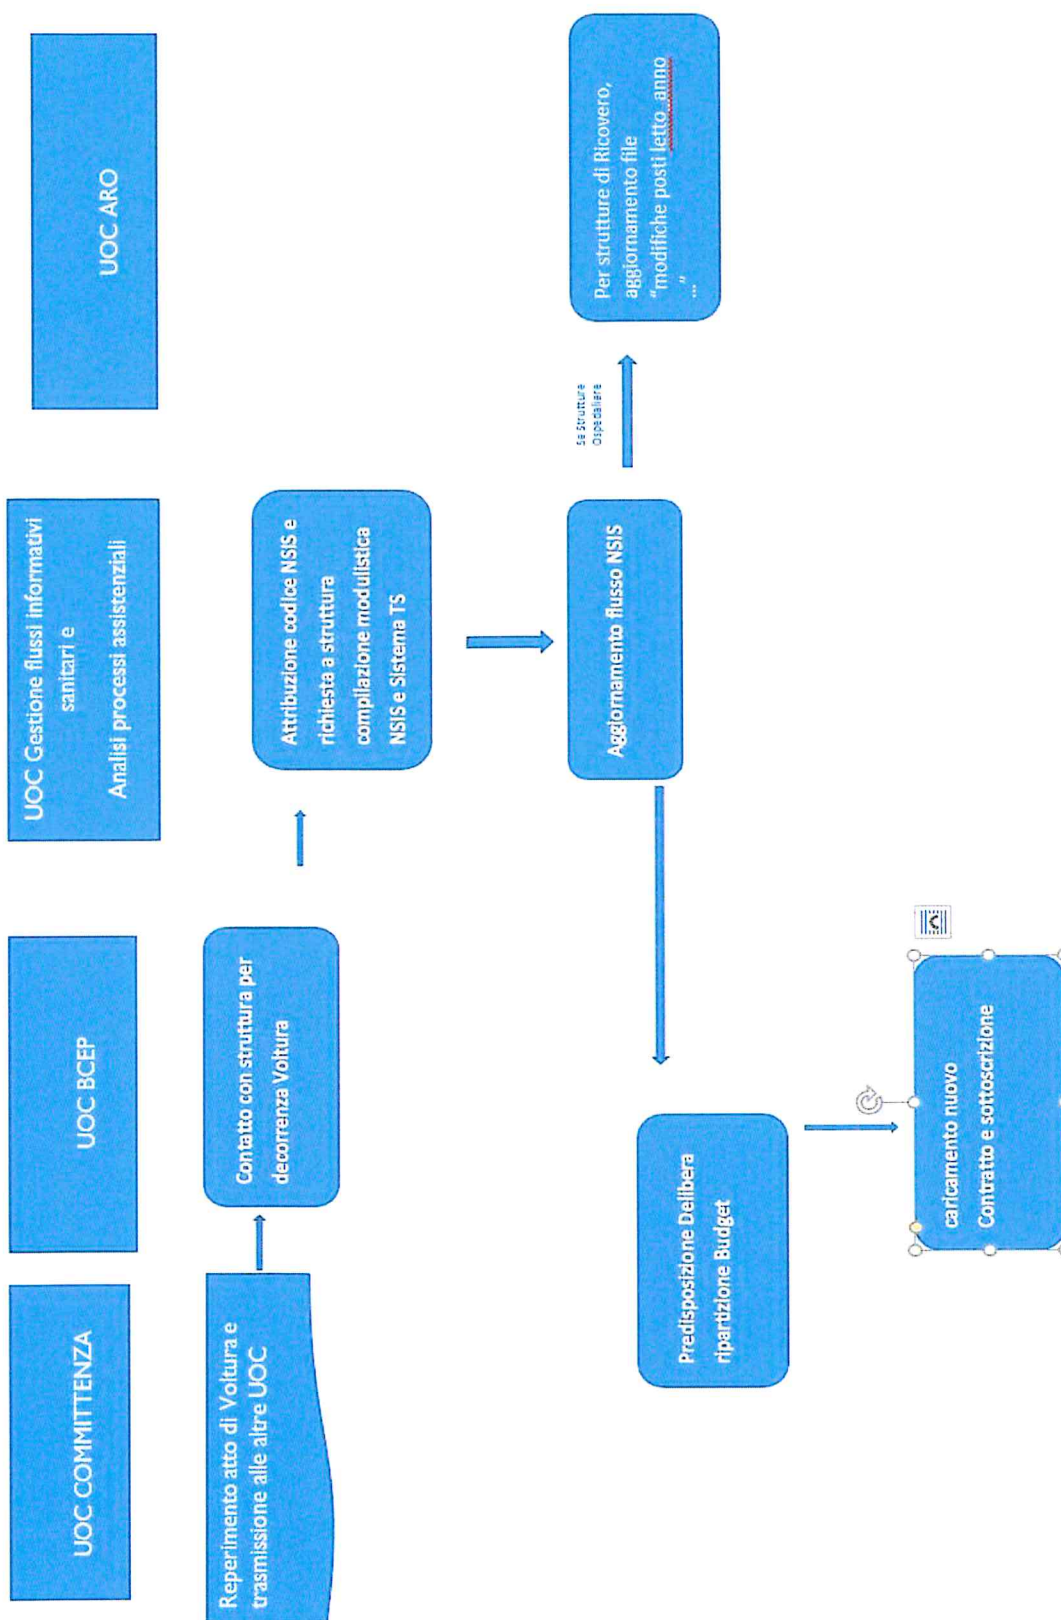 UOC COMMITTENZA
UOC BCEP
UOC Gestione flussi informativi
sanitari e
Analisi processi assistenziali
UOC ARO
Reperimento atto di Voltura e
trasmissione alle altre UOC
Contatto con struttura per
decorrenza Voltura
Attribuzione codice NSIS e
richiesta a struttura
compilazione modulistica
NSIS e Sistema TS
Aggiornamento flusso NSIS
Se Strutture
Ospedaliere
Per strutture di Ricovero,
aggiornamento file
"modifiche posti letto anno
..."
Predisposizione Delibera
ripartizione Budget
caricamento nuovo
Contratto e sottoscrizione